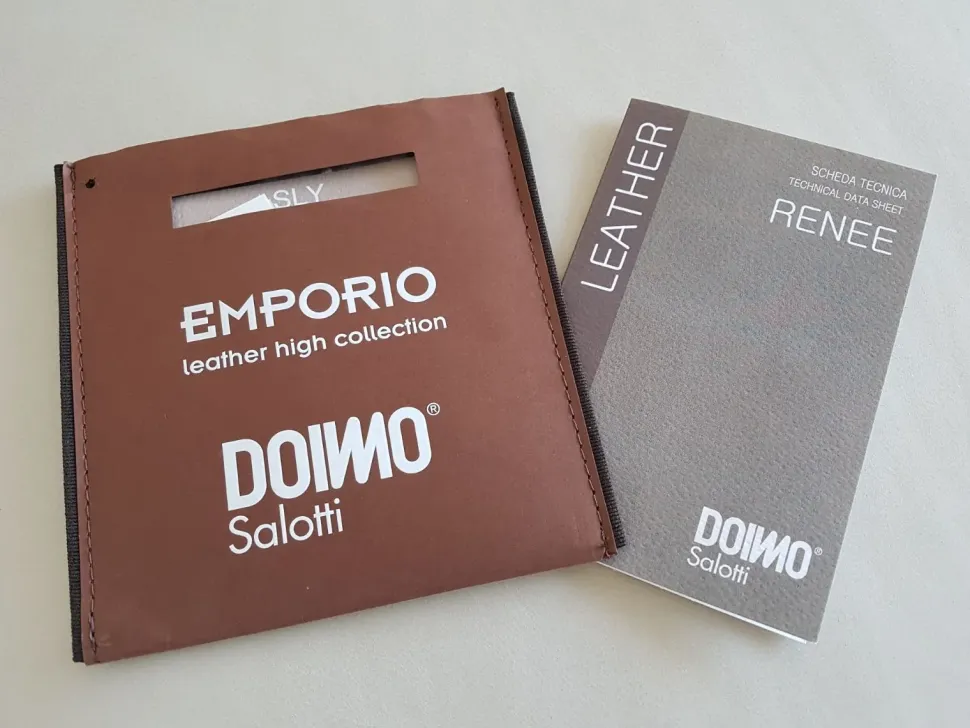 SLY
EMPORIO
leather high collection
DOIMO®
Salotti
LEATHER
SCHEDA TECNICA
TECHNICAL DATA SHEET
RENEE
DOIMO®
Salotti